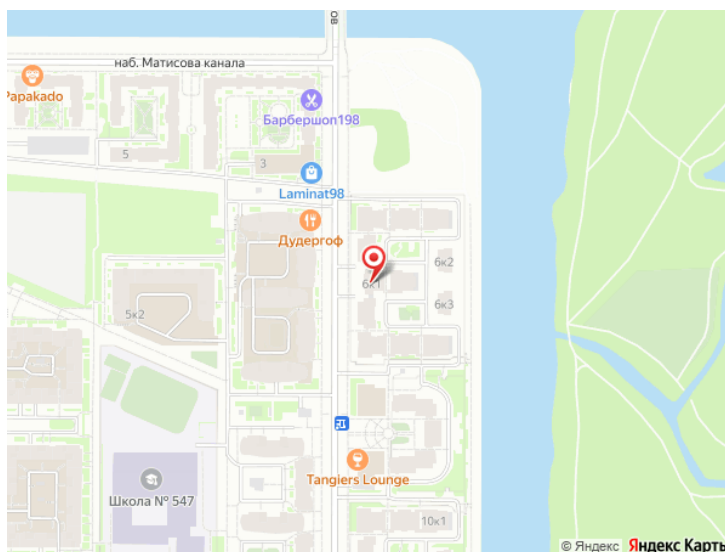 ов
наб. Матисова канала
Papakado
Барбершоп198
5
3
Laminat98
Дудергоф
6к2
6к1
6к3
5к2
Tangiers Lounge
Школа № 547
10к1
© Яндекс Яндекс Карты